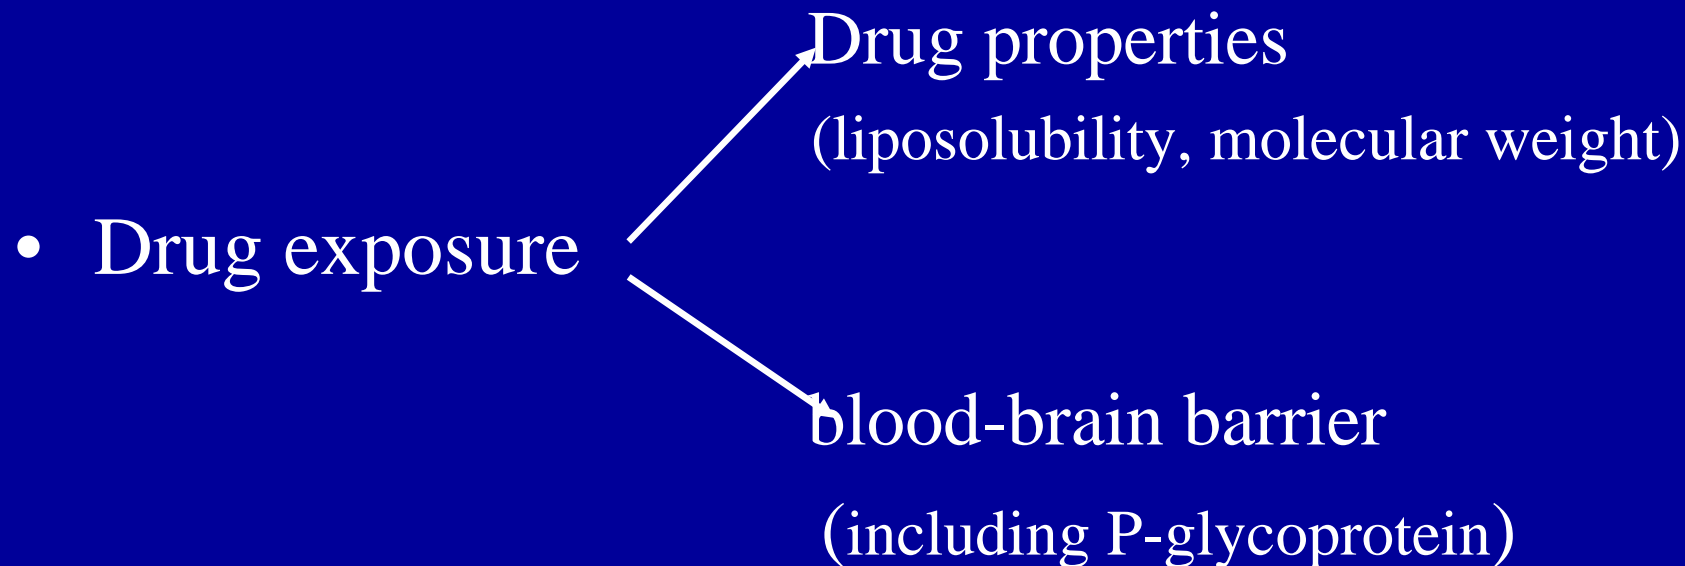 Drug properties
(liposolubility, molecular weight)
• Drug exposure
blood-brain barrier
(including P-glycoprotein)